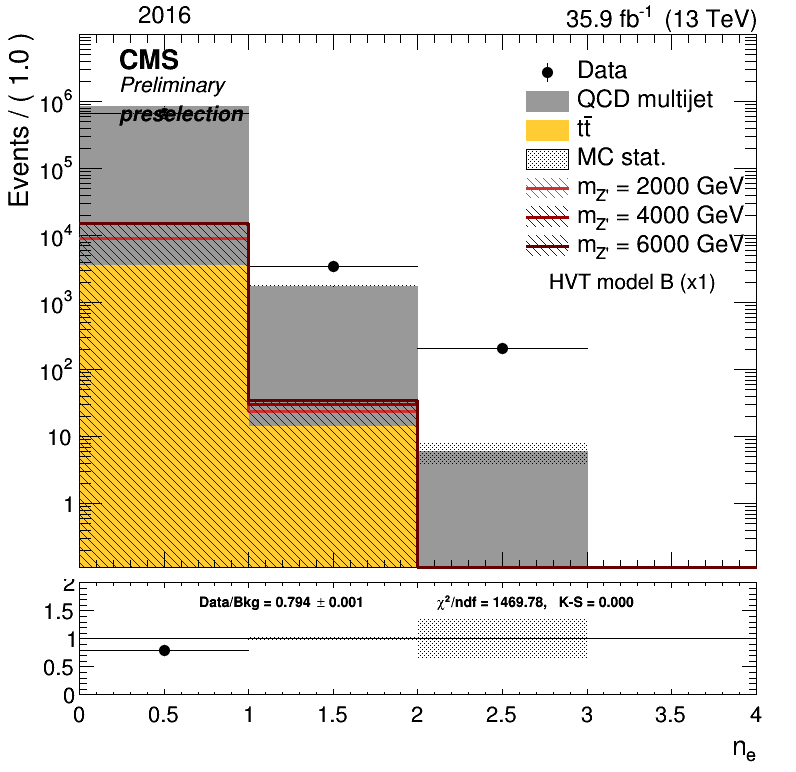 2016 35.9 fb⁻¹ (13 TeV)
Events / ( 1.0 )
CMS
Preliminary
preselection
Data
QCD multijet
tt̄
MC stat.
m_Z' = 2000 GeV
m_Z' = 4000 GeV
m_Z' = 6000 GeV
HVT model B (x1)
10⁶
10⁵
10⁴
10³
10²
10
1
Data/Bkg = 0.794 ± 0.001 χ²/ndf = 1469.78, K-S = 0.000
2
1.5
1
0.5
0
0 0.5 1 1.5 2 2.5 3 3.5 4
n_e